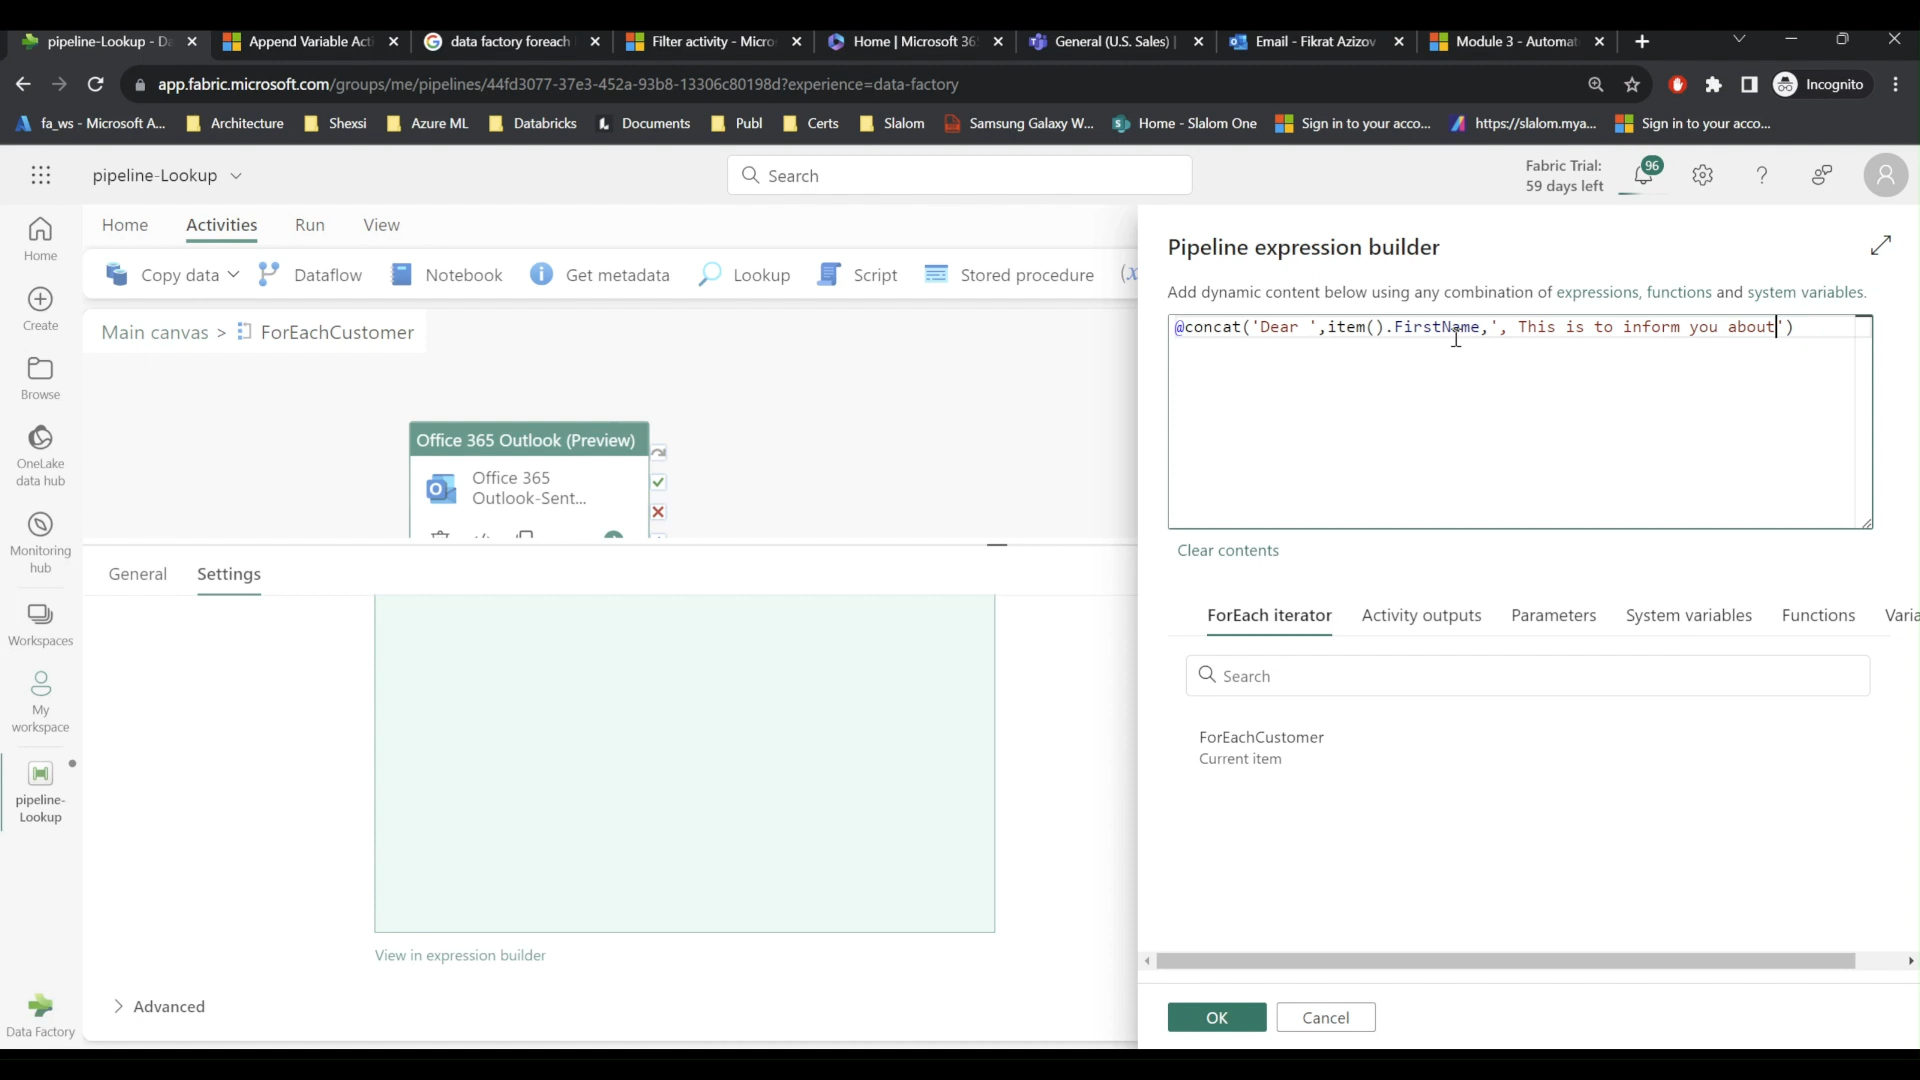 pipeline-Lookup - Da
Append Variable Acti
data factory foreach
Filter activity - Micro
Home | Microsoft 36
General (U.S. Sales) |
Email - Fikrat Azizov
Module 3 - Automat
app.fabric.microsoft.com/groups/me/pipelines/44fd3077-37e3-452a-93b8-13306c80198d?experience=data-factory
Incognito
fa_ws - Microsoft A...
Architecture
Shexsi
Azure ML
Databricks
Documents
Publ
Certs
Slalom
Samsung Galaxy W...
Home - Slalom One
Sign in to your acco...
https://slalom.mya...
Sign in to your acco...
pipeline-Lookup
Search
Fabric Trial:
59 days left
96
Home
Activities
Run
View
Copy data
Dataflow
Notebook
Get metadata
Lookup
Script
Stored procedure
(x
Main canvas > ForEachCustomer
Home
Create
Browse
OneLake
data hub
Monitoring
hub
Workspaces
My
workspace
pipeline-
Lookup
Data Factory
Office 365 Outlook (Preview)
Office 365
Outlook-Sent...
General
Settings
View in expression builder
Advanced
Pipeline expression builder
Add dynamic content below using any combination of expressions, functions and system variables.
@concat('Dear ',item().FirstName,', This is to inform you about')
Clear contents
ForEach iterator
Activity outputs
Parameters
System variables
Functions
Varia
Search
ForEachCustomer
Current item
OK
Cancel